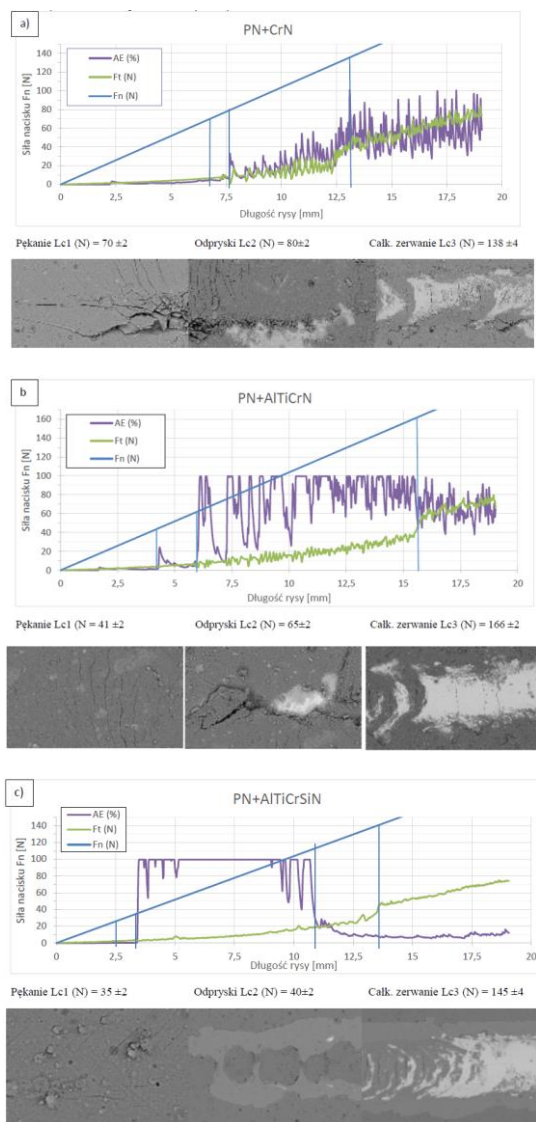 a)
PN+CrN
AE (%)
Ft (N)
Fn (N)
Siła nacisku Fn [N]
140
120
100
80
60
40
20
0
0 2,5 5 7,5 10 12,5 15 17,5 20
Długość rysy [mm]
Pękanie Lc1 (N) = 70 ±2 Odpryski Lc2 (N) = 80±2 Całk. zerwanie Lc3 (N) = 138 ±4
b
PN+AlTiCrN
AE (%)
Ft (N)
Fn (N)
Siła nacisku Fn [N]
160
140
120
100
80
60
40
20
0
0 2,5 5 7,5 10 12,5 15 17,5 20
Długość rysy [mm]
Pękanie Lc1 (N = 41 ±2 Odpryski Lc2 (N) = 65±2 Całk. zerwanie Lc3 (N) = 166 ±2
c)
PN+AlTiCrSiN
AE (%)
Ft (N)
Fn (N)
Siła nacisku Fn [N]
140
120
100
80
60
40
20
0
0 2,5 5 7,5 10 12,5 15 17,5 20
Długość rysy [mm]
Pękanie Lc1 (N) = 35 ±2 Odpryski Lc2 (N) = 40±2 Całk. zerwanie Lc3 (N) = 145 ±4